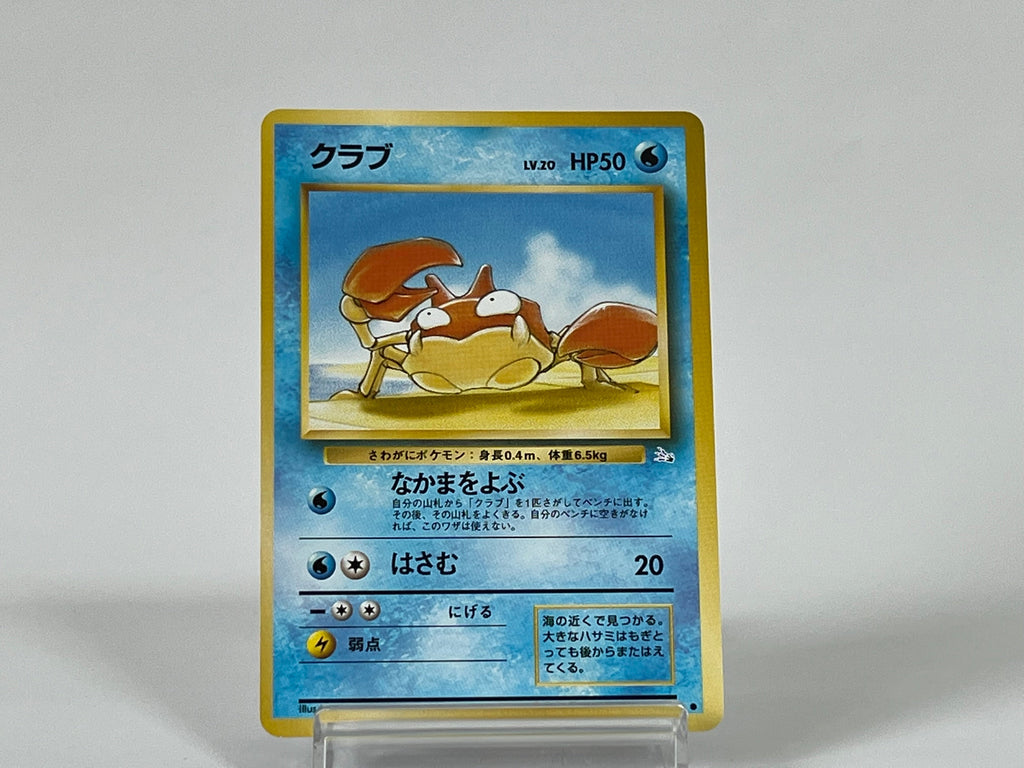 クラブ LV.20 HP50
さわがにポケモン：身長0.4m、体重6.5kg
なかまをよぶ
自分の山札から「クラブ」を1匹さがしてベンチに出す。
その後、その山札をよくきる。自分のベンチに空きがなけ
れば、このワザは使えない。
はさむ 20
にげる
弱点
海の近くで見つかる。
大きなハサミはもぎと
っても後からまたはえ
てくる。
Illus